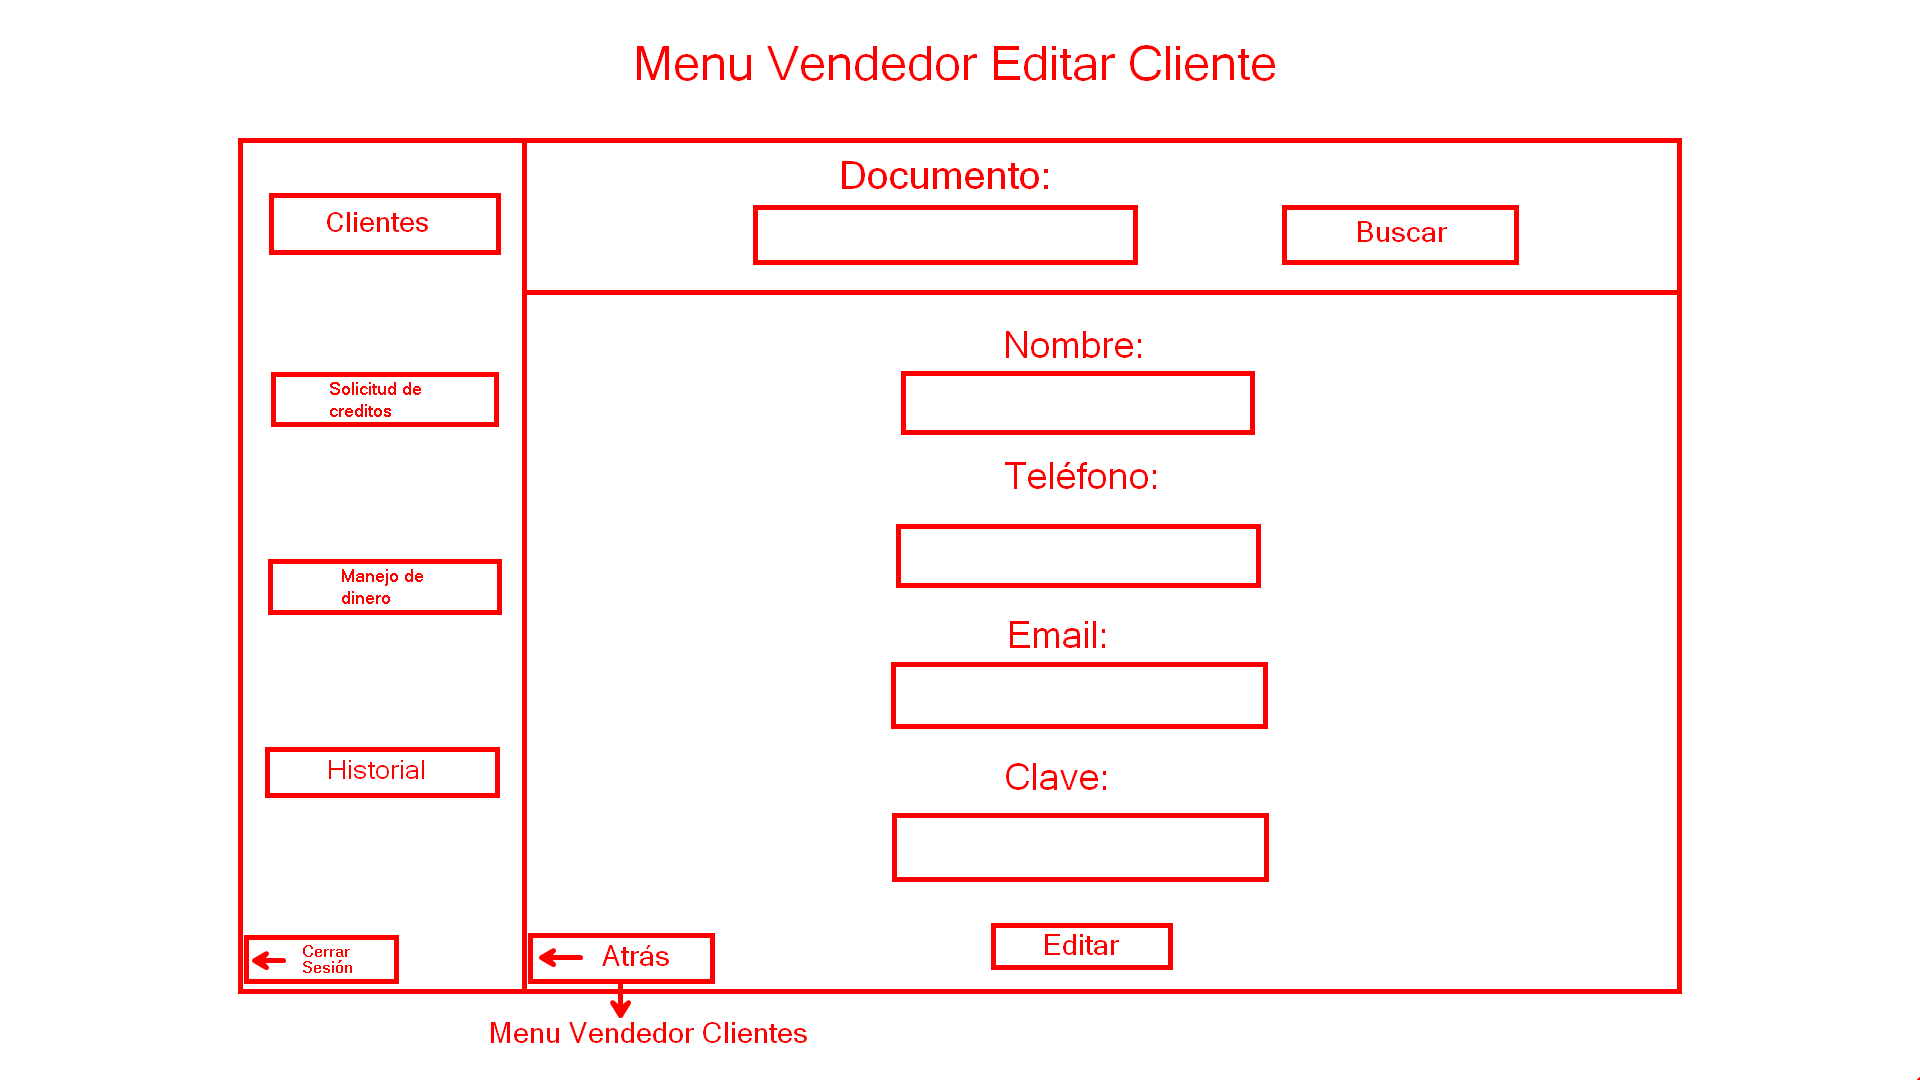 Menu Vendedor Editar Cliente
Clientes
Solicitud de
creditos
Manejo de
dinero
Historial
Cerrar
Sesión
Documento:
Buscar
Nombre:
Teléfono:
Email:
Clave:
Editar
Atrás
Menu Vendedor Clientes